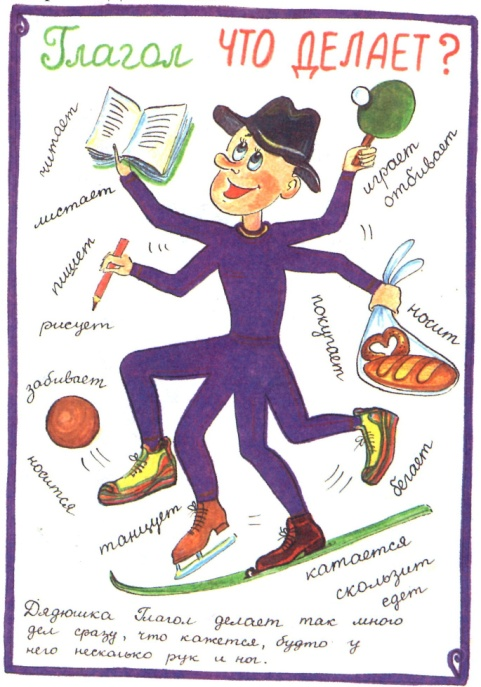 Глагол ЧТО ДЕЛАЕТ?
читает
листает
пишет
рисует
играет
отбивает
покупает
носит
забивает
носится
танцует
бегает
катается
скользит
едет
Дядюшка Глагол делает так много
дел сразу, что кажется, будто у
него несколько рук и ног.